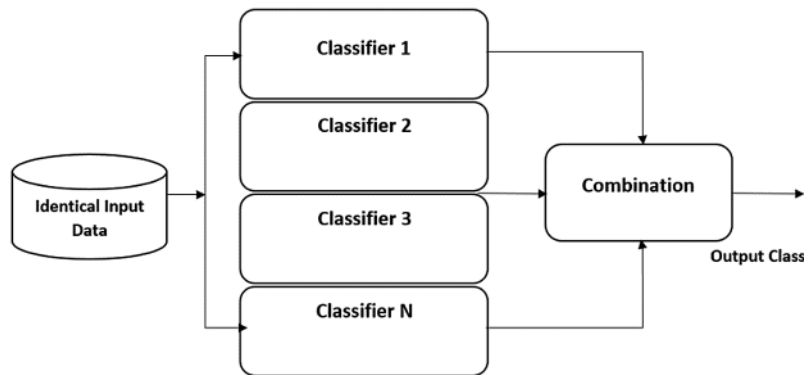 Classifier 1
Classifier 2
Classifier 3
Classifier N
Identical Input
Data
Combination
Output Class